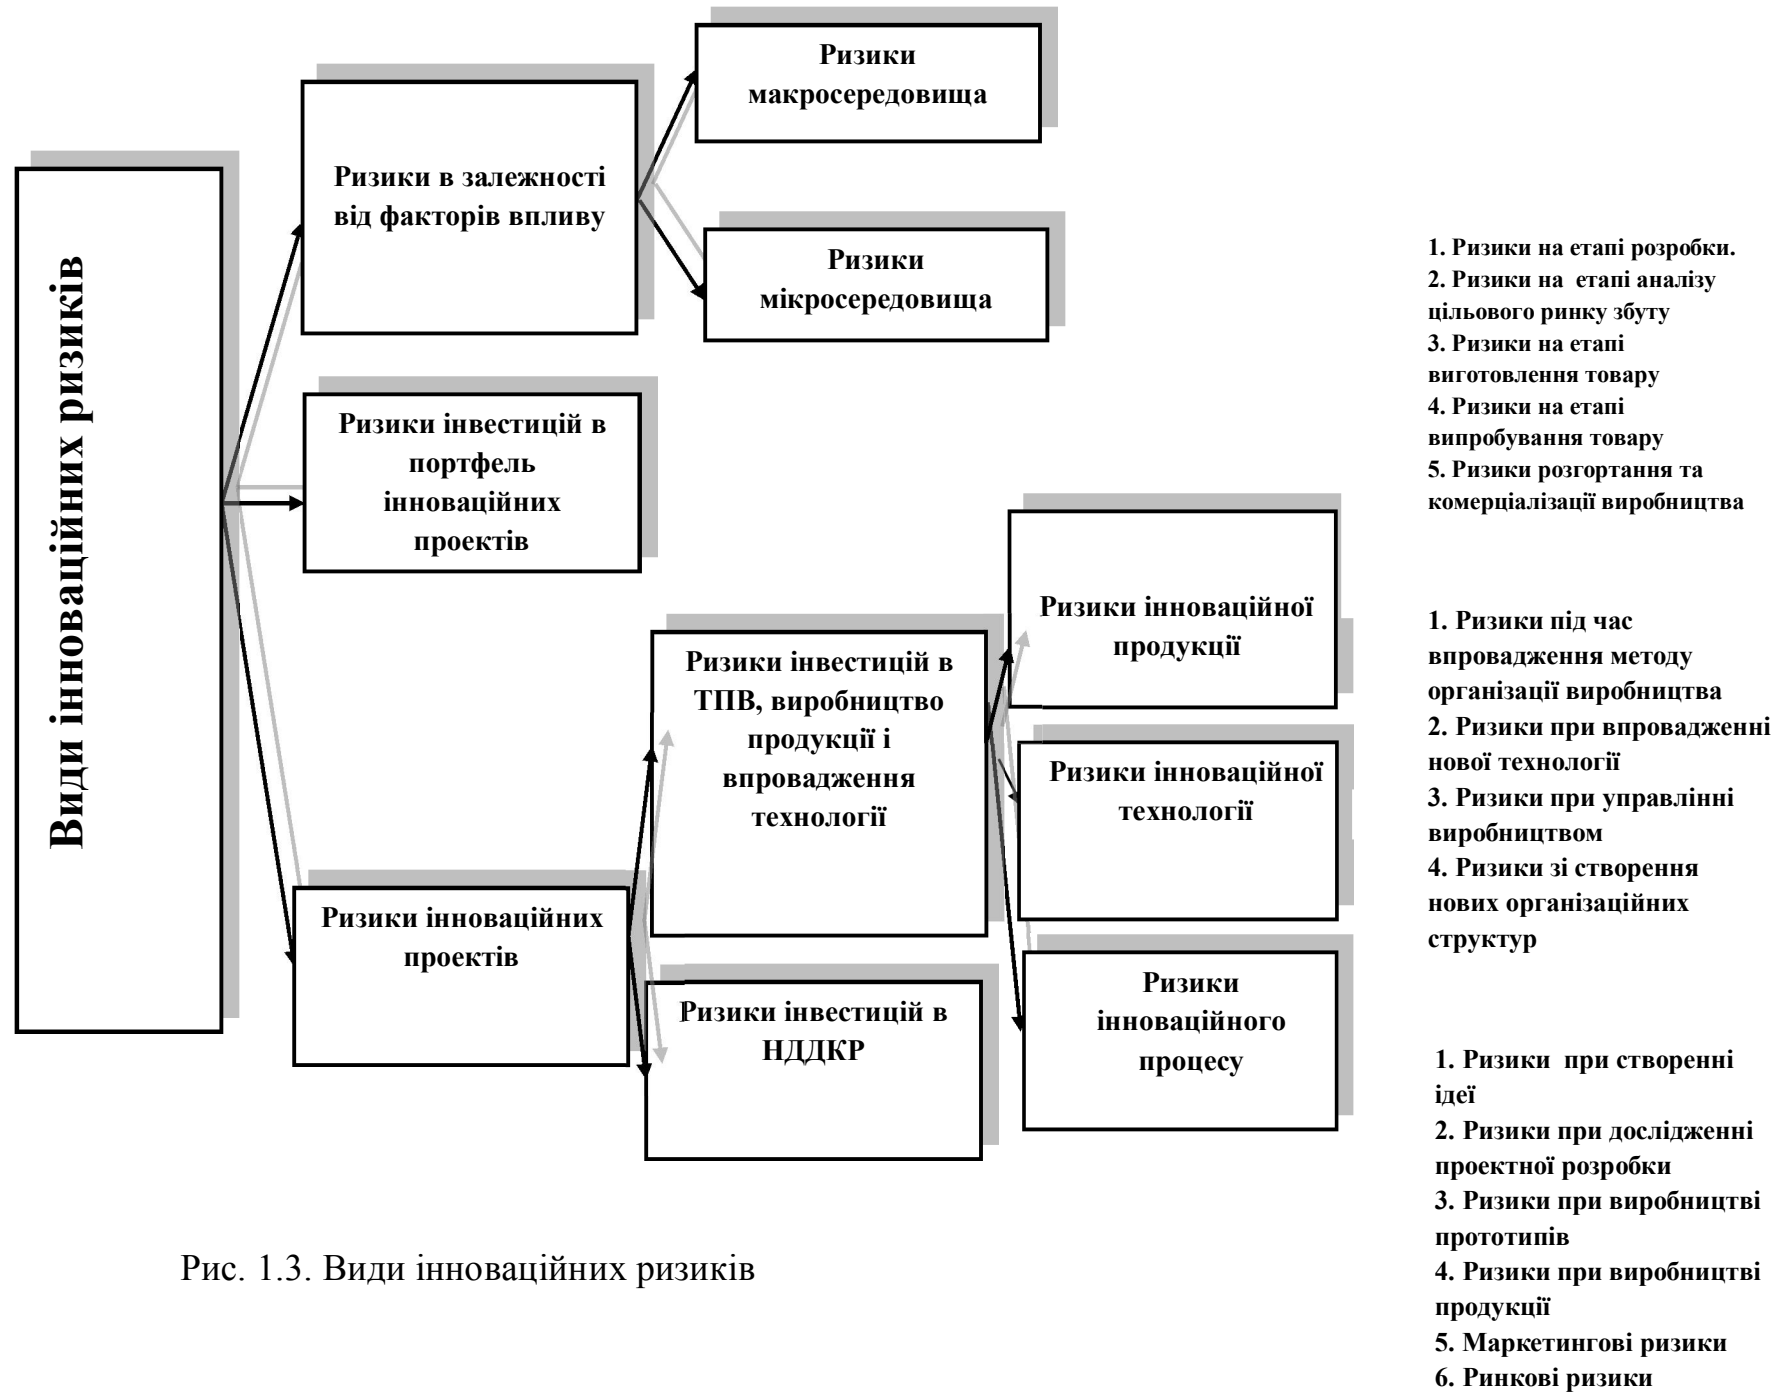 Види інноваційних ризиків
Ризики в залежності
від факторів впливу
Ризики
макросередовища
Ризики
мікросередовища
Ризики інвестицій в
портфель
інноваційних
проектів
Ризики інноваційних
проектів
Ризики інвестицій в
ТПВ, виробництво
продукції і
впровадження
технології
Ризики інвестицій в
НДДКР
Ризики інноваційної
продукції
Ризики інноваційної
технології
Ризики
інноваційного
процесу
1. Ризики на етапі розробки.
2. Ризики на  етапі аналізу
цільового ринку збуту
3. Ризики на етапі
виготовлення товару
4. Ризики на етапі
випробування товару
5. Ризики розгортання та
комерціалізації виробництва
1. Ризики під час
впровадження методу
організації виробництва
2. Ризики при впровадженні
нової технології
3. Ризики при управлінні
виробництвом
4. Ризики зі створення
нових організаційних
структур
1. Ризики  при створенні
ідеї
2. Ризики при дослідженні
проектної розробки
3. Ризики при виробництві
прототипів
4. Ризики при виробництві
продукції
5. Маркетингові ризики
6. Ринкові ризики
Рис. 1.3. Види інноваційних ризиків